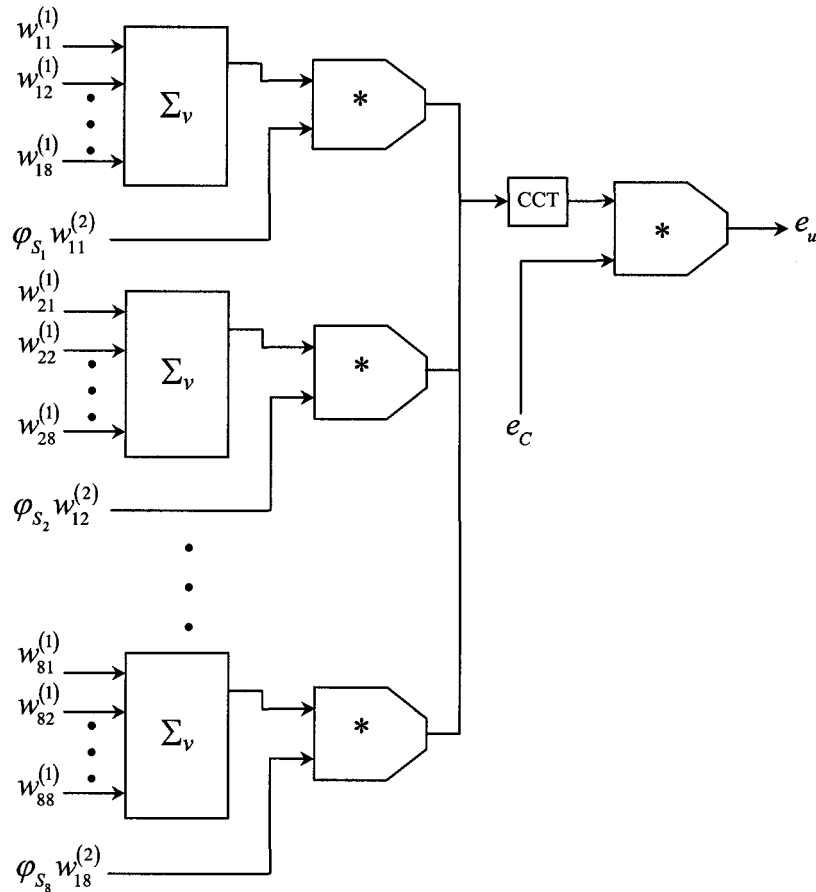 w_{11}^{(1)}
w_{12}^{(1)}
w_{18}^{(1)}
Σ_v
*
φ_{S_1} w_{11}^{(2)}
w_{21}^{(1)}
w_{22}^{(1)}
w_{28}^{(1)}
Σ_v
*
φ_{S_2} w_{12}^{(2)}
w_{81}^{(1)}
w_{82}^{(1)}
w_{88}^{(1)}
Σ_v
*
φ_{S_8} w_{18}^{(2)}
CCT
*
e_u
e_C